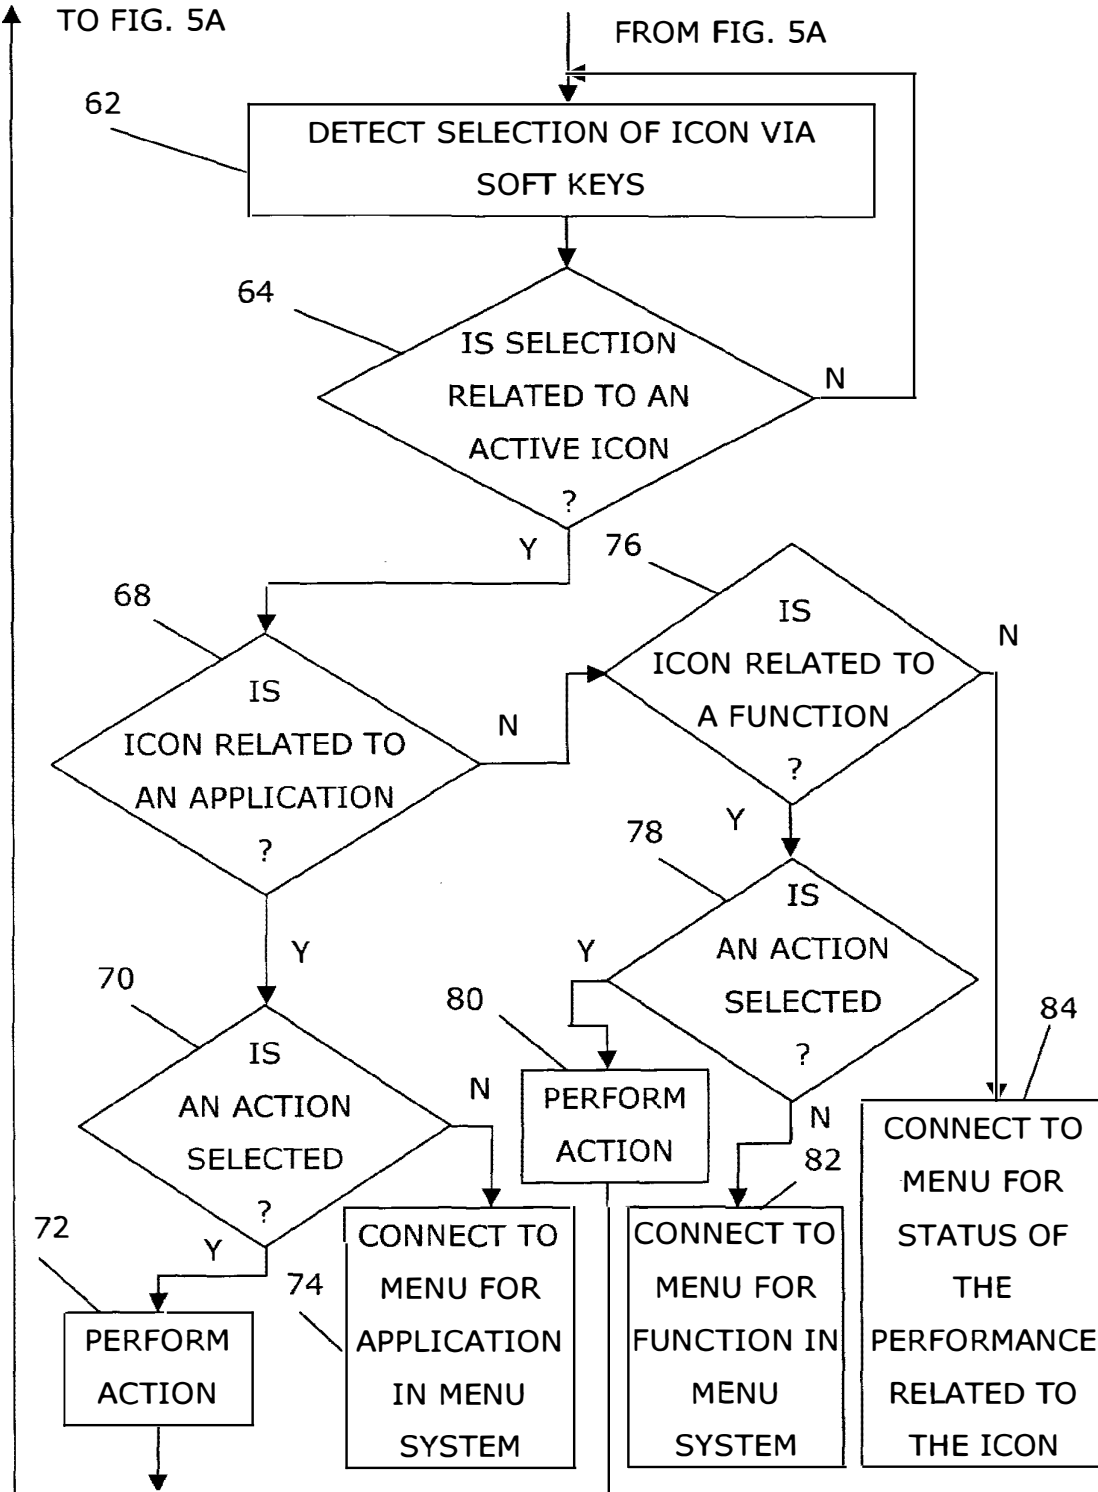 TO FIG. 5A
FROM FIG. 5A
62
DETECT SELECTION OF ICON VIA
SOFT KEYS
64
IS SELECTION
RELATED TO AN
ACTIVE ICON
?
N
Y
76
IS
ICON RELATED TO
A FUNCTION
?
N
68
IS
ICON RELATED TO
AN APPLICATION
?
N
Y
Y
78
IS
AN ACTION
SELECTED
?
Y
N
70
IS
AN ACTION
SELECTED
?
N
Y
80
PERFORM
ACTION
84
CONNECT TO
MENU FOR
STATUS OF
THE
PERFORMANCE
RELATED TO
THE ICON
72
PERFORM
ACTION
74
CONNECT TO
MENU FOR
APPLICATION
IN MENU
SYSTEM
82
CONNECT TO
MENU FOR
FUNCTION IN
MENU
SYSTEM